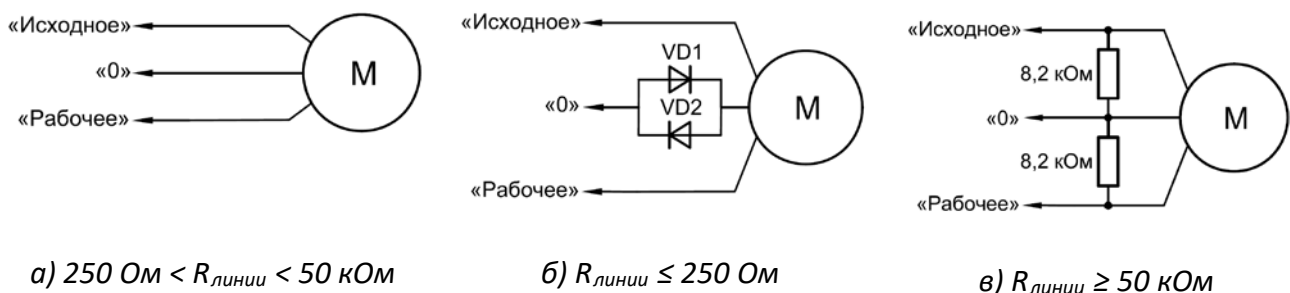 «Исходное»
«0»
«Рабочее»
М
а) 250 Ом < Rлинии < 50 кОм
«Исходное»
VD1
«0»
VD2
М
«Рабочее»
б) Rлинии ≤ 250 Ом
«Исходное»
8,2 кОм
«0»
М
8,2 кОм
«Рабочее»
в) Rлинии ≥ 50 кОм